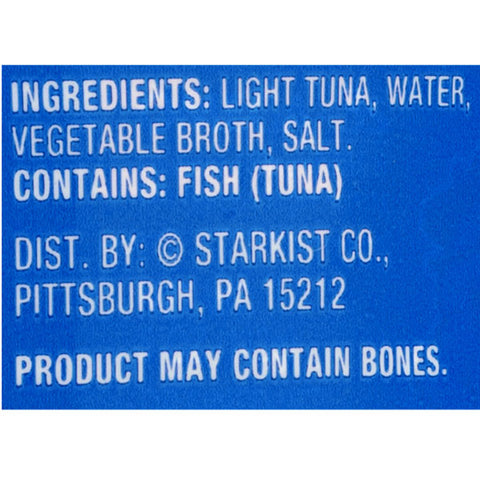 INGREDIENTS: LIGHT TUNA, WATER,
VEGETABLE BROTH, SALT.
CONTAINS: FISH (TUNA)
DIST. BY: © STARKIST CO.,
PITTSBURGH, PA 15212
PRODUCT MAY CONTAIN BONES.